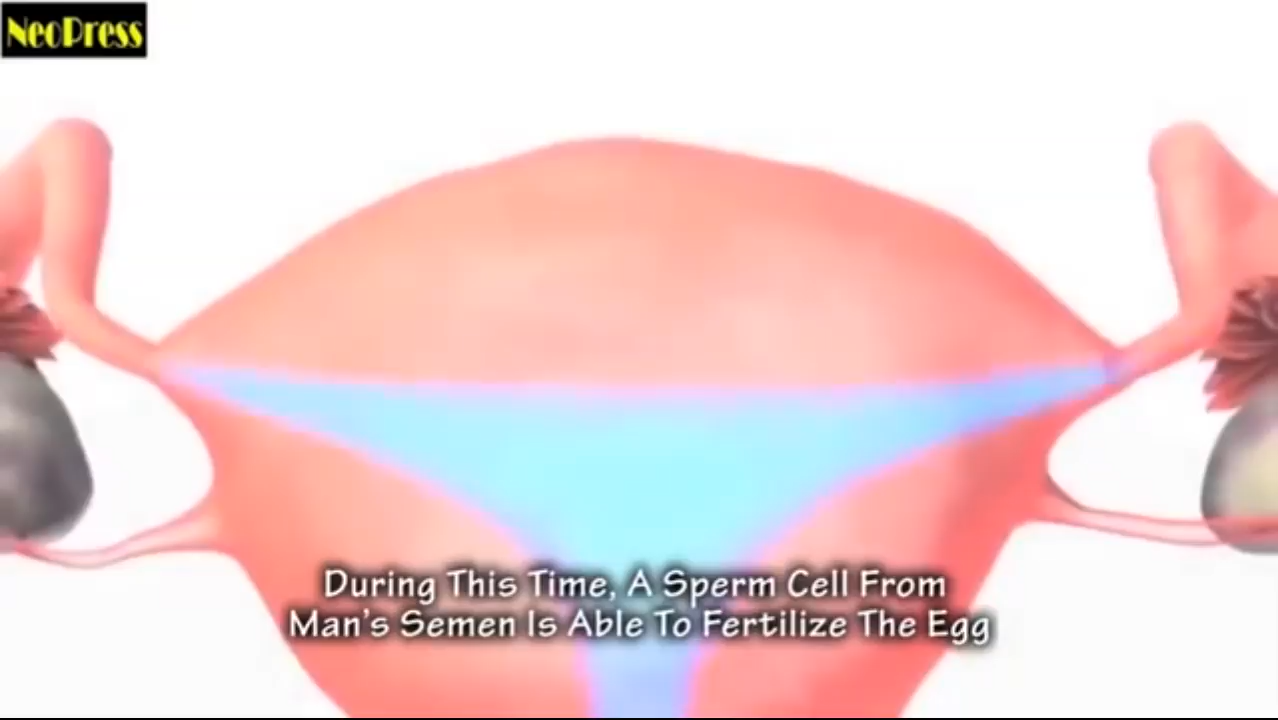 NeoPress
During This Time, A Sperm Cell From
Man's Semen Is Able To Fertilize The Egg